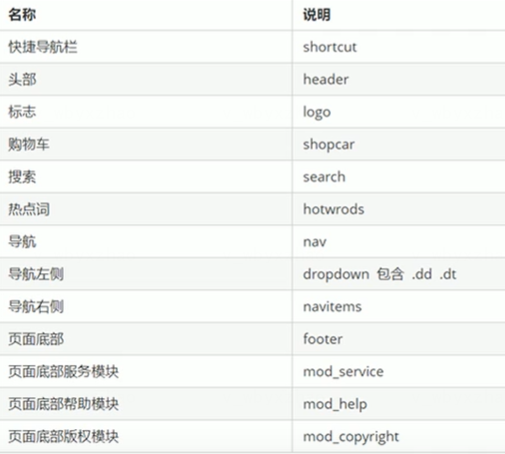 名称 说明
快捷导航栏 shortcut
头部 header
标志 logo
购物车 shopcar
搜索 search
热点词 hotwrods
导航 nav
导航左侧 dropdown 包含 .dd .dt
导航右侧 navitems
页面底部 footer
页面底部服务模块 mod_service
页面底部帮助模块 mod_help
页面底部版权模块 mod_copyright